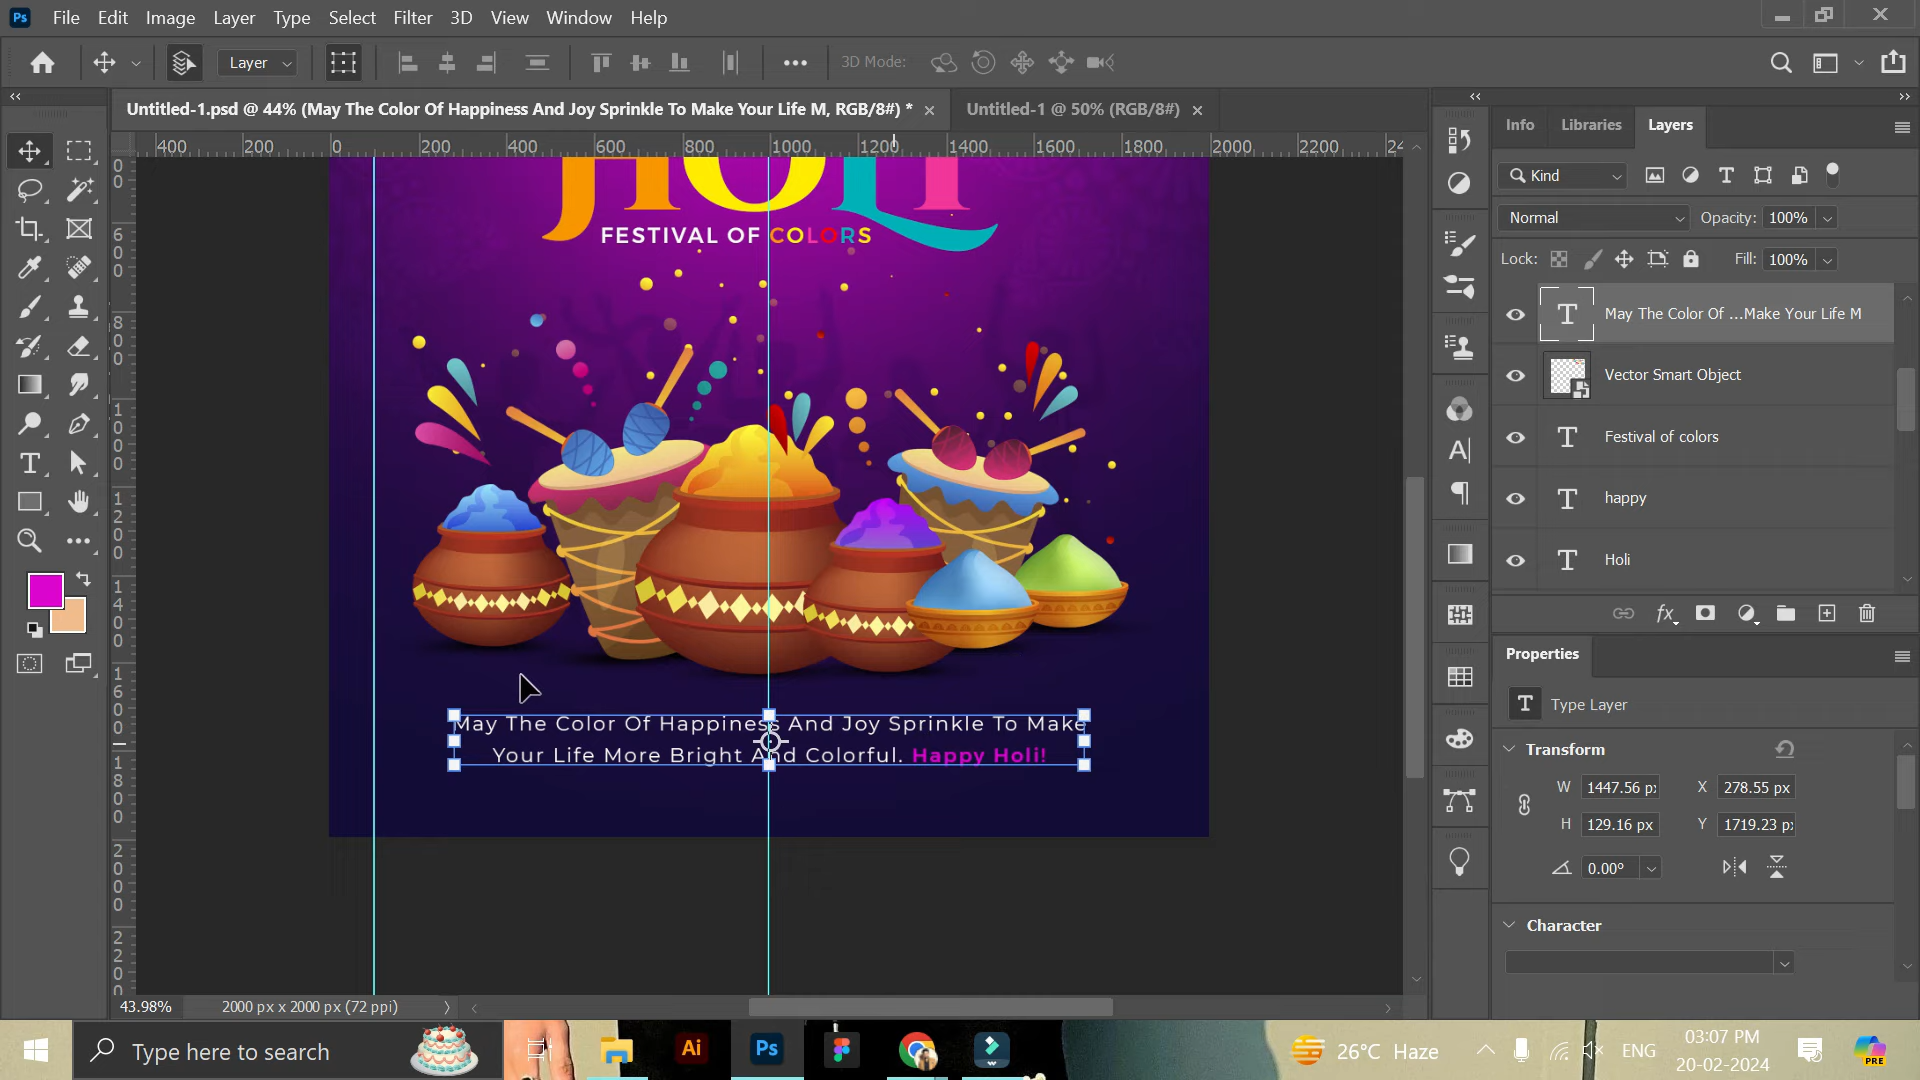 Ps File Edit Image Layer Type Select Filter 3D View Window Help
Layer 3D Mode:
Untitled-1.psd @ 44% (May The Color Of Happiness And Joy Sprinkle To Make Your Life M, RGB/8#) *
Untitled-1 @ 50% (RGB/8#)
400 200 0 200 400 600 800 1000 1200 1400 1600 1800 2000 2200
HOLI
FESTIVAL OF COLORS
May The Color Of Happiness And Joy Sprinkle To Make
Your Life More Bright And Colorful. Happy Holi!
43.98% 2000 px x 2000 px (72 ppi)
Info Libraries Layers
Kind
Normal Opacity: 100%
Lock: Fill: 100%
May The Color Of ...Make Your Life M
Vector Smart Object
Festival of colors
happy
Holi
Properties
Type Layer
Transform
W 1447.56 X 278.55 px
H 129.16 px Y 1719.23
0.00°
Character
Type here to search
Ai Ps
26°C Haze
ENG
03:07 PM
20-02-2024
PRE